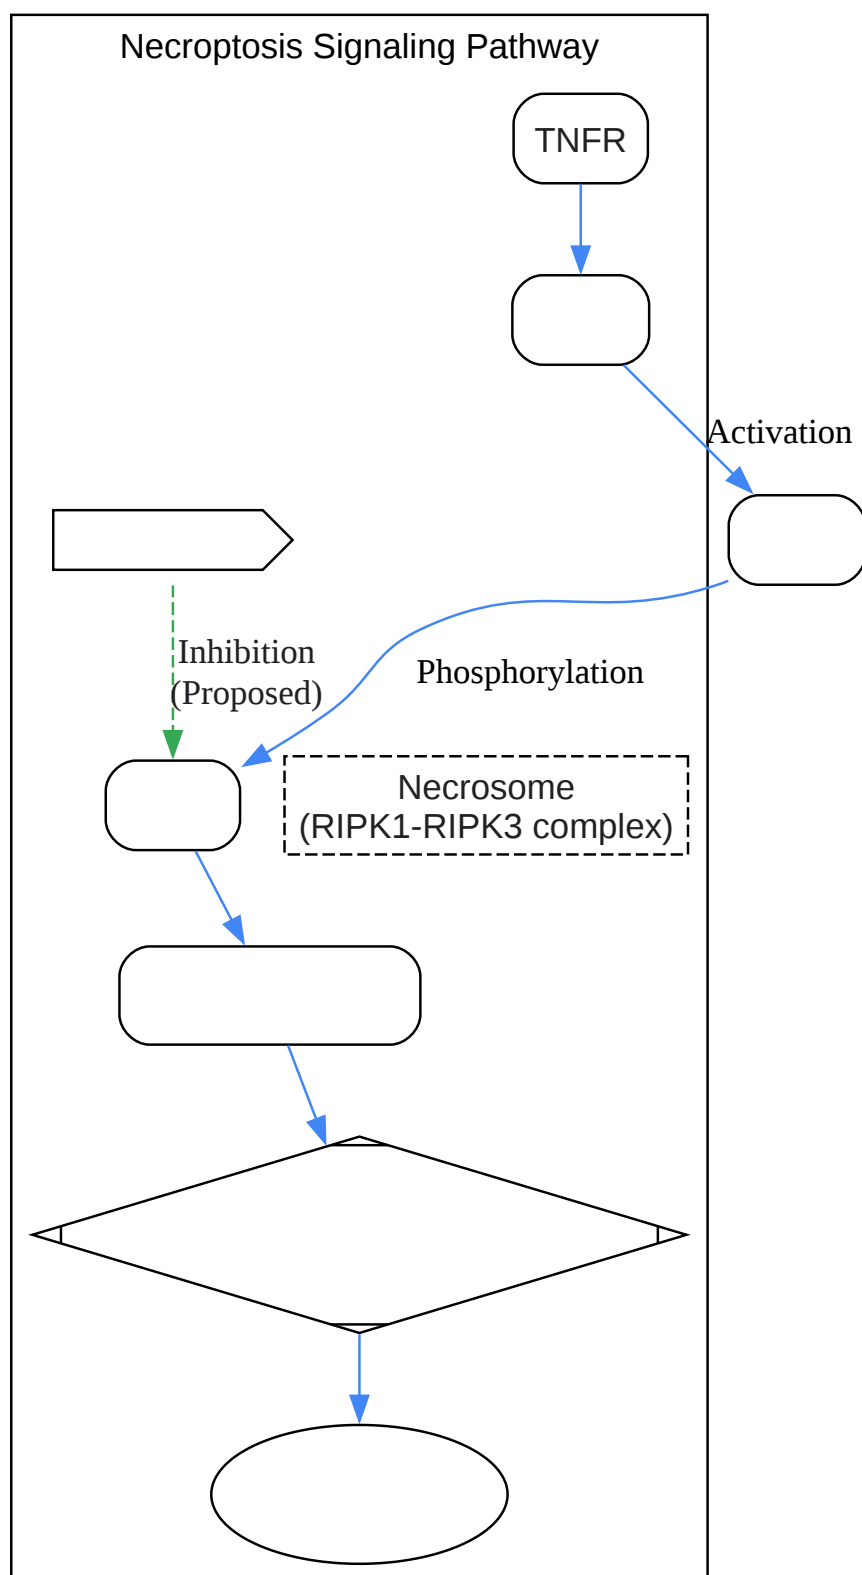 Necroptosis Signaling Pathway
TNFR
Activation
Inhibition
(Proposed)
Phosphorylation
Necrosome
(RIPK1-RIPK3 complex)